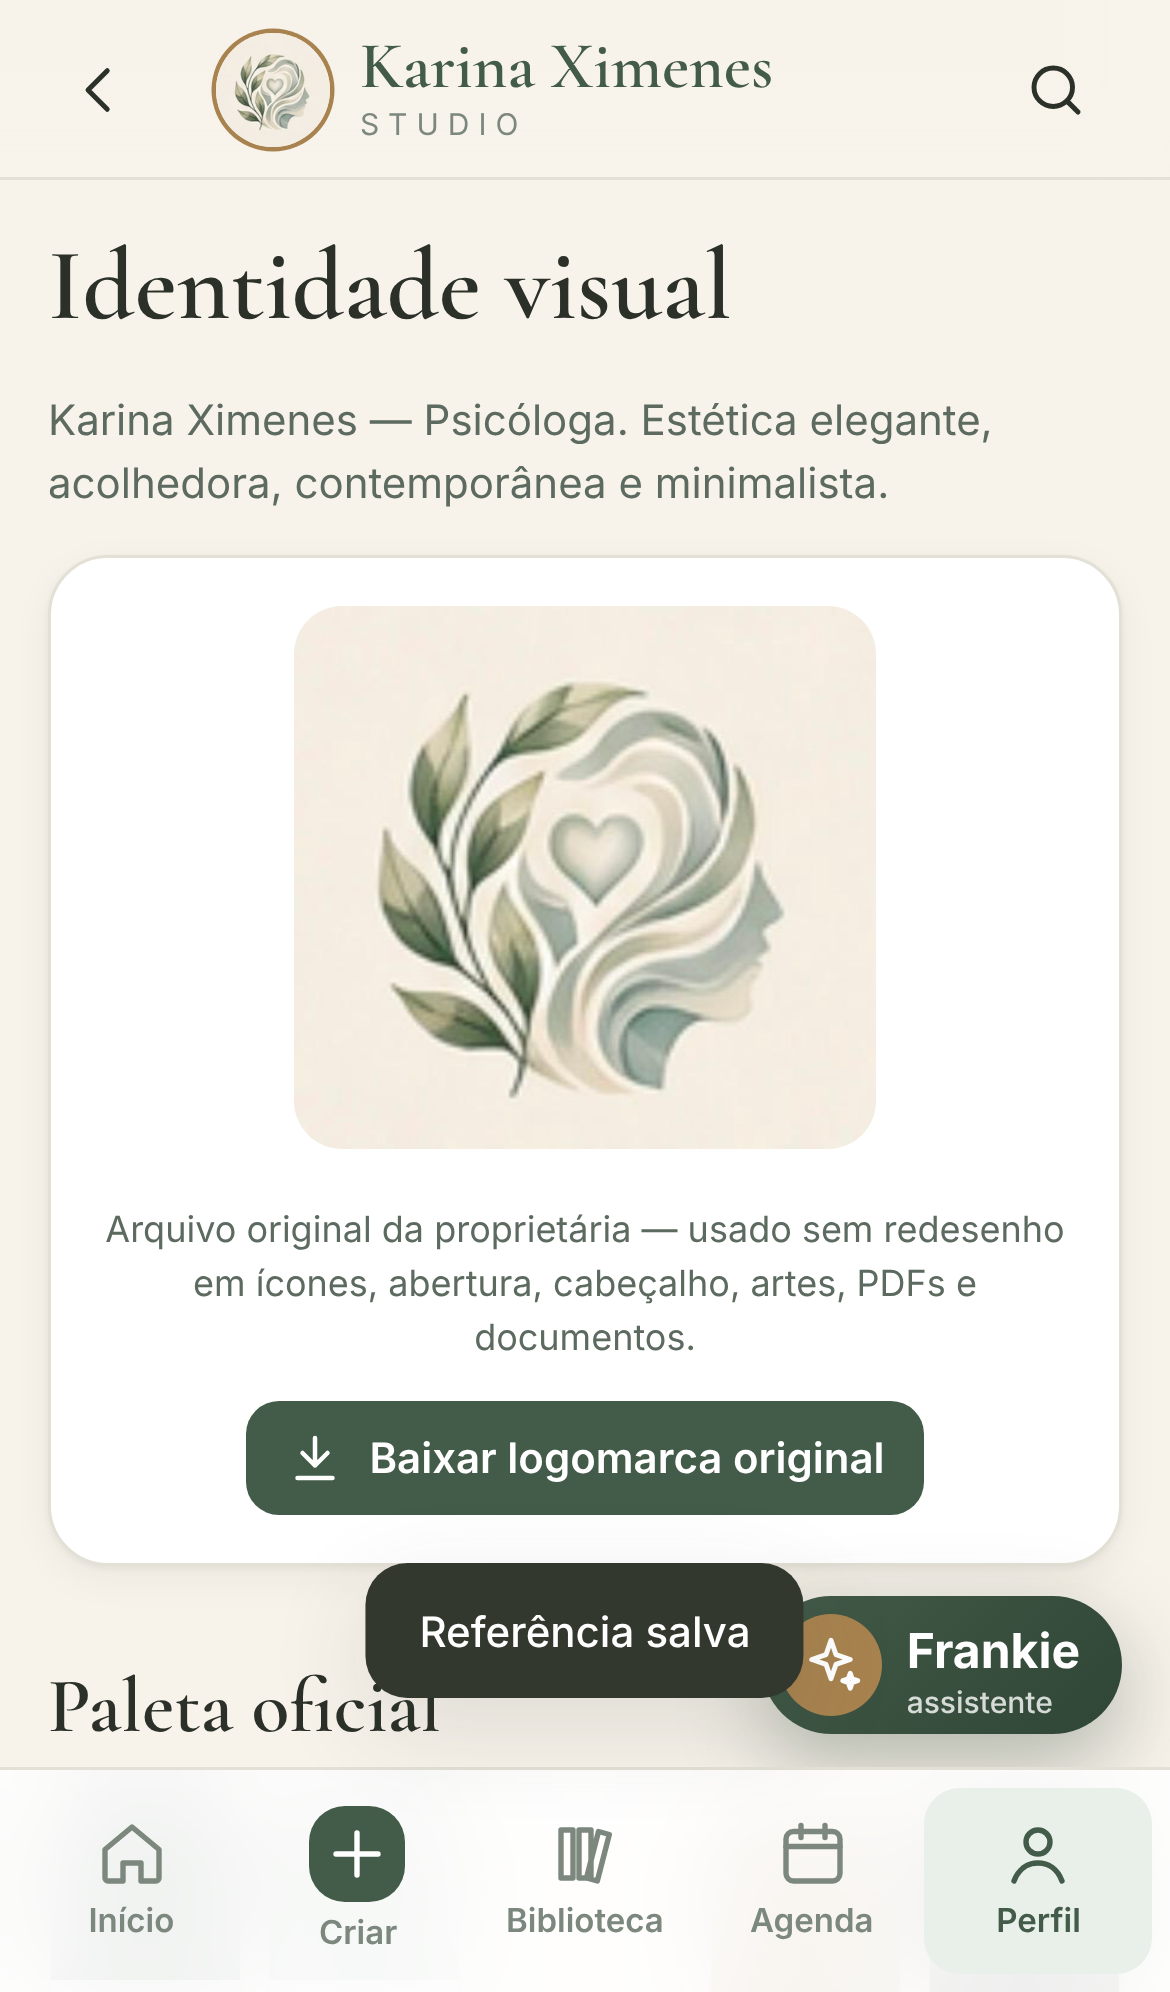 Karina Ximenes
STUDIO
Identidade visual
Karina Ximenes — Psicóloga. Estética elegante,
acolhedora, contemporânea e minimalista.
Arquivo original da proprietária — usado sem redesenho
em ícones, abertura, cabeçalho, artes, PDFs e
documentos.
Baixar logomarca original
Referência salva
Frankie
assistente
Paleta oficial
Início
Criar
Biblioteca
Agenda
Perfil